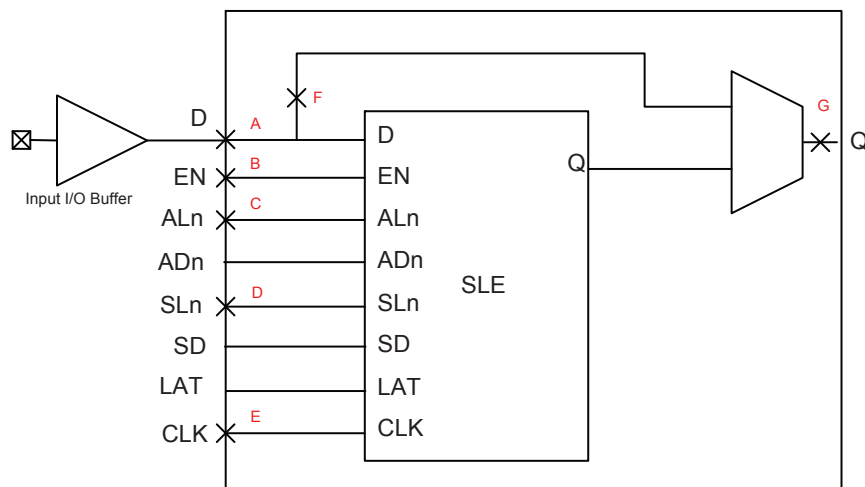 F
G
D
A
D
Q
Q
Input I/O Buffer
EN
B
EN
ALn
C
ALn
ADn
ADn
SLE
SLn
D
SLn
SD
SD
LAT
LAT
CLK
E
CLK